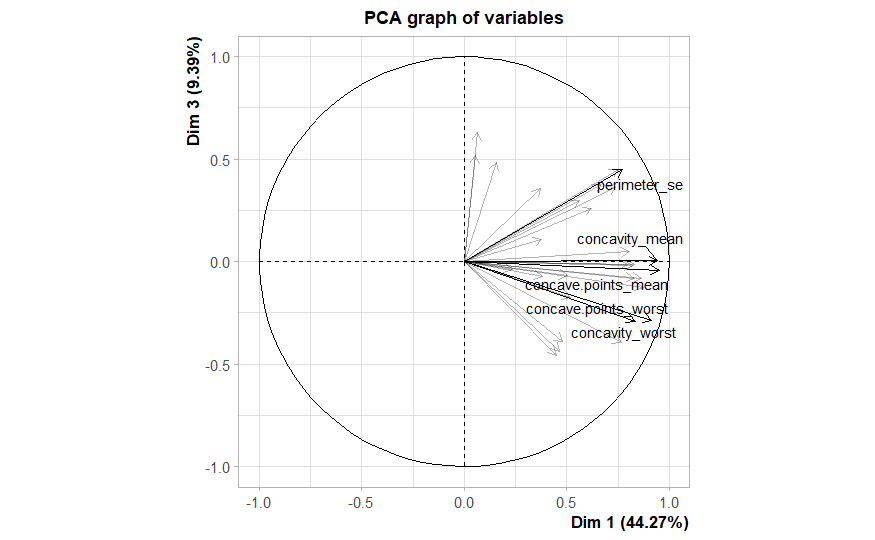 PCA graph of variables
Dim 3 (9.39%)
1.0
0.5
0.0
-0.5
-1.0
perimeter_se
concavity_mean
concave.points_mean
concave.points_worst
concavity_worst
-1.0 -0.5 0.0 0.5 1.0
Dim 1 (44.27%)